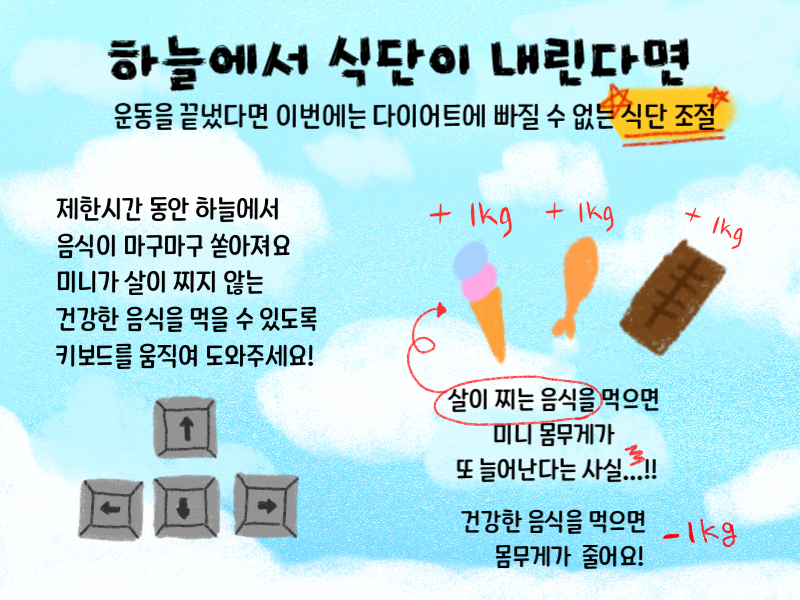 하늘에서 식단이 내린다면
운동을 끝냈다면 이번에는 다이어트에 빠질 수 없는 식단 조절
제한시간 동안 하늘에서
음식이 마구마구 쏟아져요
미니가 살이 찌지 않는
건강한 음식을 먹을 수 있도록
키보드를 움직여 도와주세요!
+ 1kg
+ 1kg
+ 1kg
살이 찌는 음식을 먹으면
미니 몸무게가
또 늘어난다는 사실...!!
건강한 음식을 먹으면
몸무게가 줄어요!
-1kg